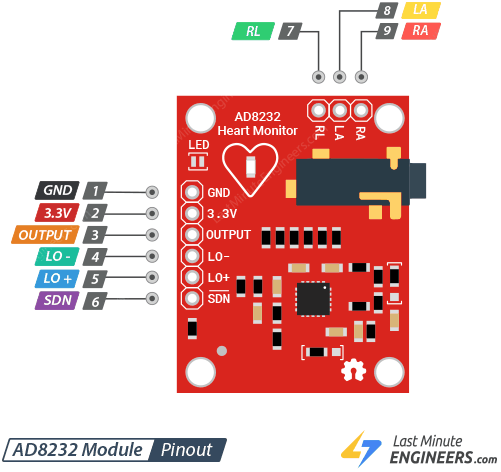 8 LA
RL 7 9 RA
AD8232
Heart Monitor
RL LA RA
LED
GND 1 GND
3.3V 2 3.3V
OUTPUT 3 OUTPUT
LO - 4 LO-
LO + 5 LO+
SDN 6 SDN
AD8232 Module Pinout
Last Minute
ENGINEERS.com